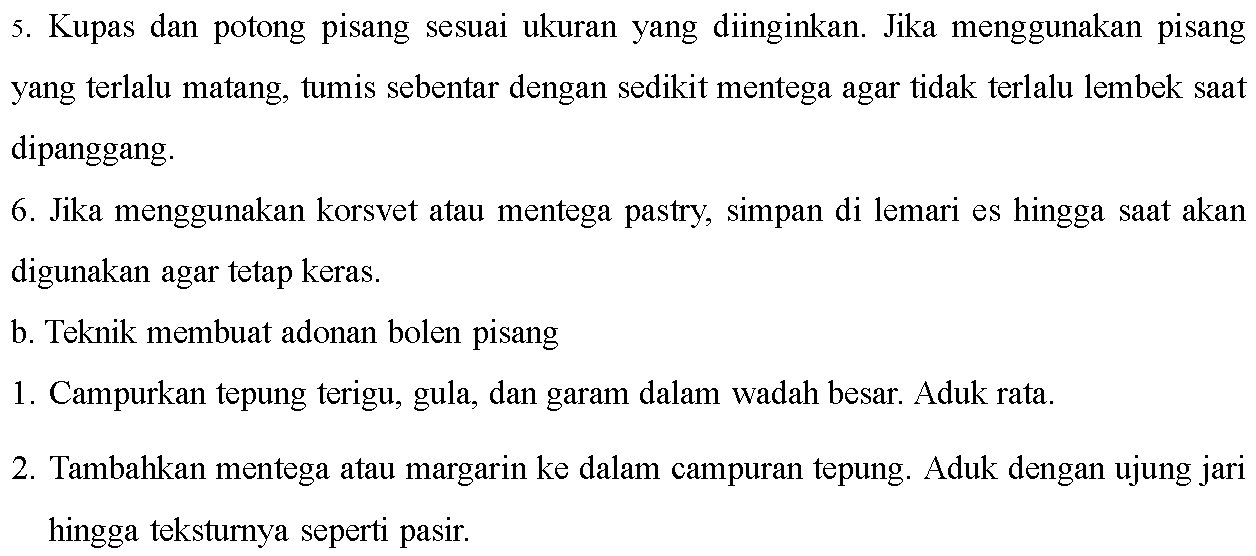 5. Kupas dan potong pisang sesuai ukuran yang diinginkan. Jika menggunakan pisang
yang terlalu matang, tumis sebentar dengan sedikit mentega agar tidak terlalu lembek saat
dipanggang.
6. Jika menggunakan korsvet atau mentega pastry, simpan di lemari es hingga saat akan
digunakan agar tetap keras.
b. Teknik membuat adonan bolen pisang
1. Campurkan tepung terigu, gula, dan garam dalam wadah besar. Aduk rata.
2. Tambahkan mentega atau margarin ke dalam campuran tepung. Aduk dengan ujung jari
hingga teksturnya seperti pasir.